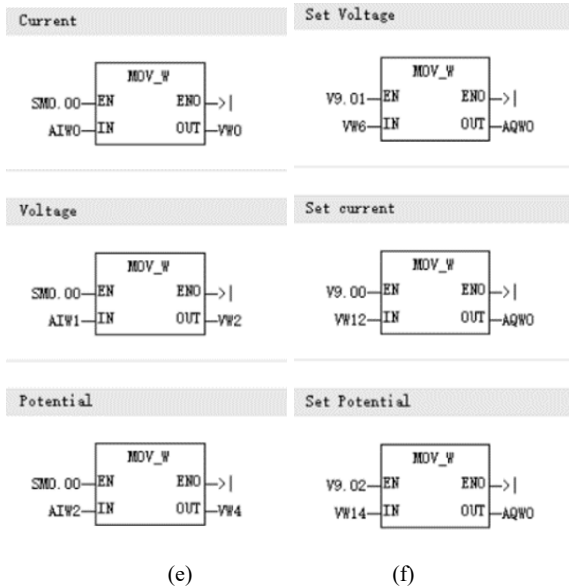 Current
MOV_W
SM0.00 EN ENO
AIW0 IN OUT VW0
Voltage
MOV_W
SM0.00 EN ENO
AIW1 IN OUT VW2
Potential
MOV_W
SM0.00 EN ENO
AIW2 IN OUT VW4
(e)
Set Voltage
MOV_W
V9.01 EN ENO
VW6 IN OUT AQW0
Set current
MOV_W
V9.00 EN ENO
VW12 IN OUT AQW0
Set Potential
MOV_W
V9.02 EN ENO
VW14 IN OUT AQW0
(f)